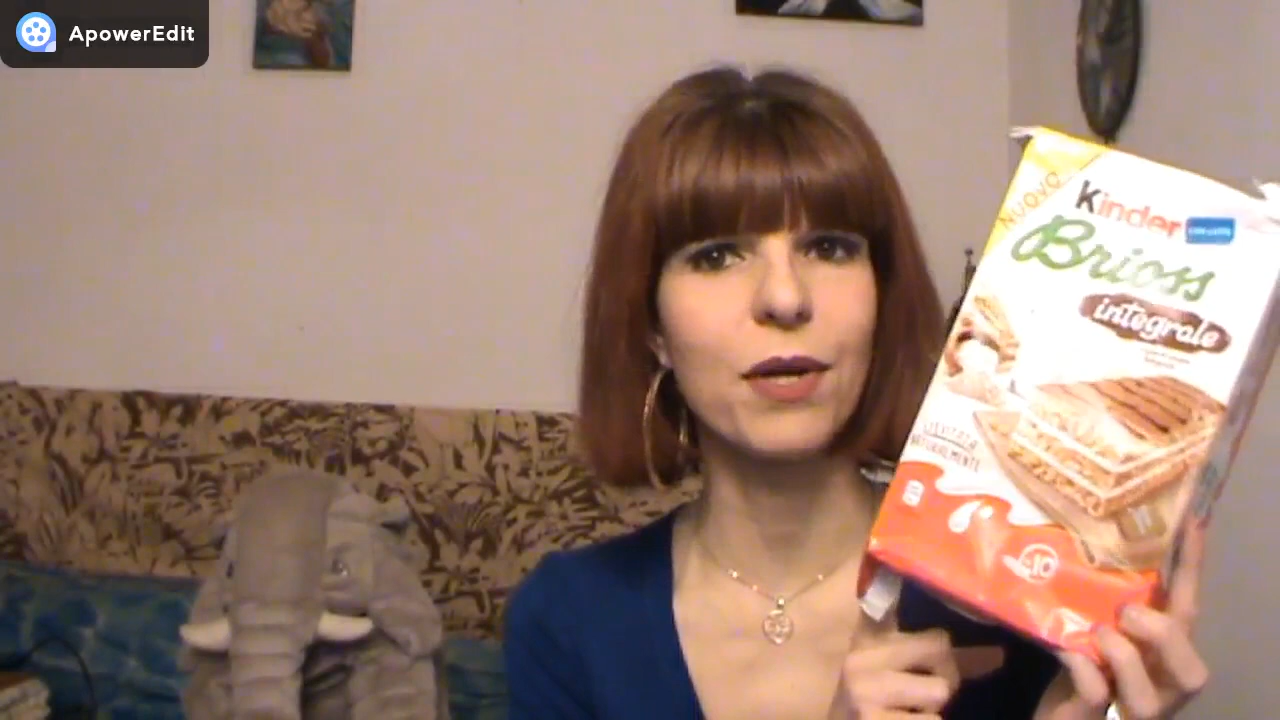 ApowerEdit
NUOVO
Kinder
Brioss
integrale
LIEVITATA
NATURALMENTE
10